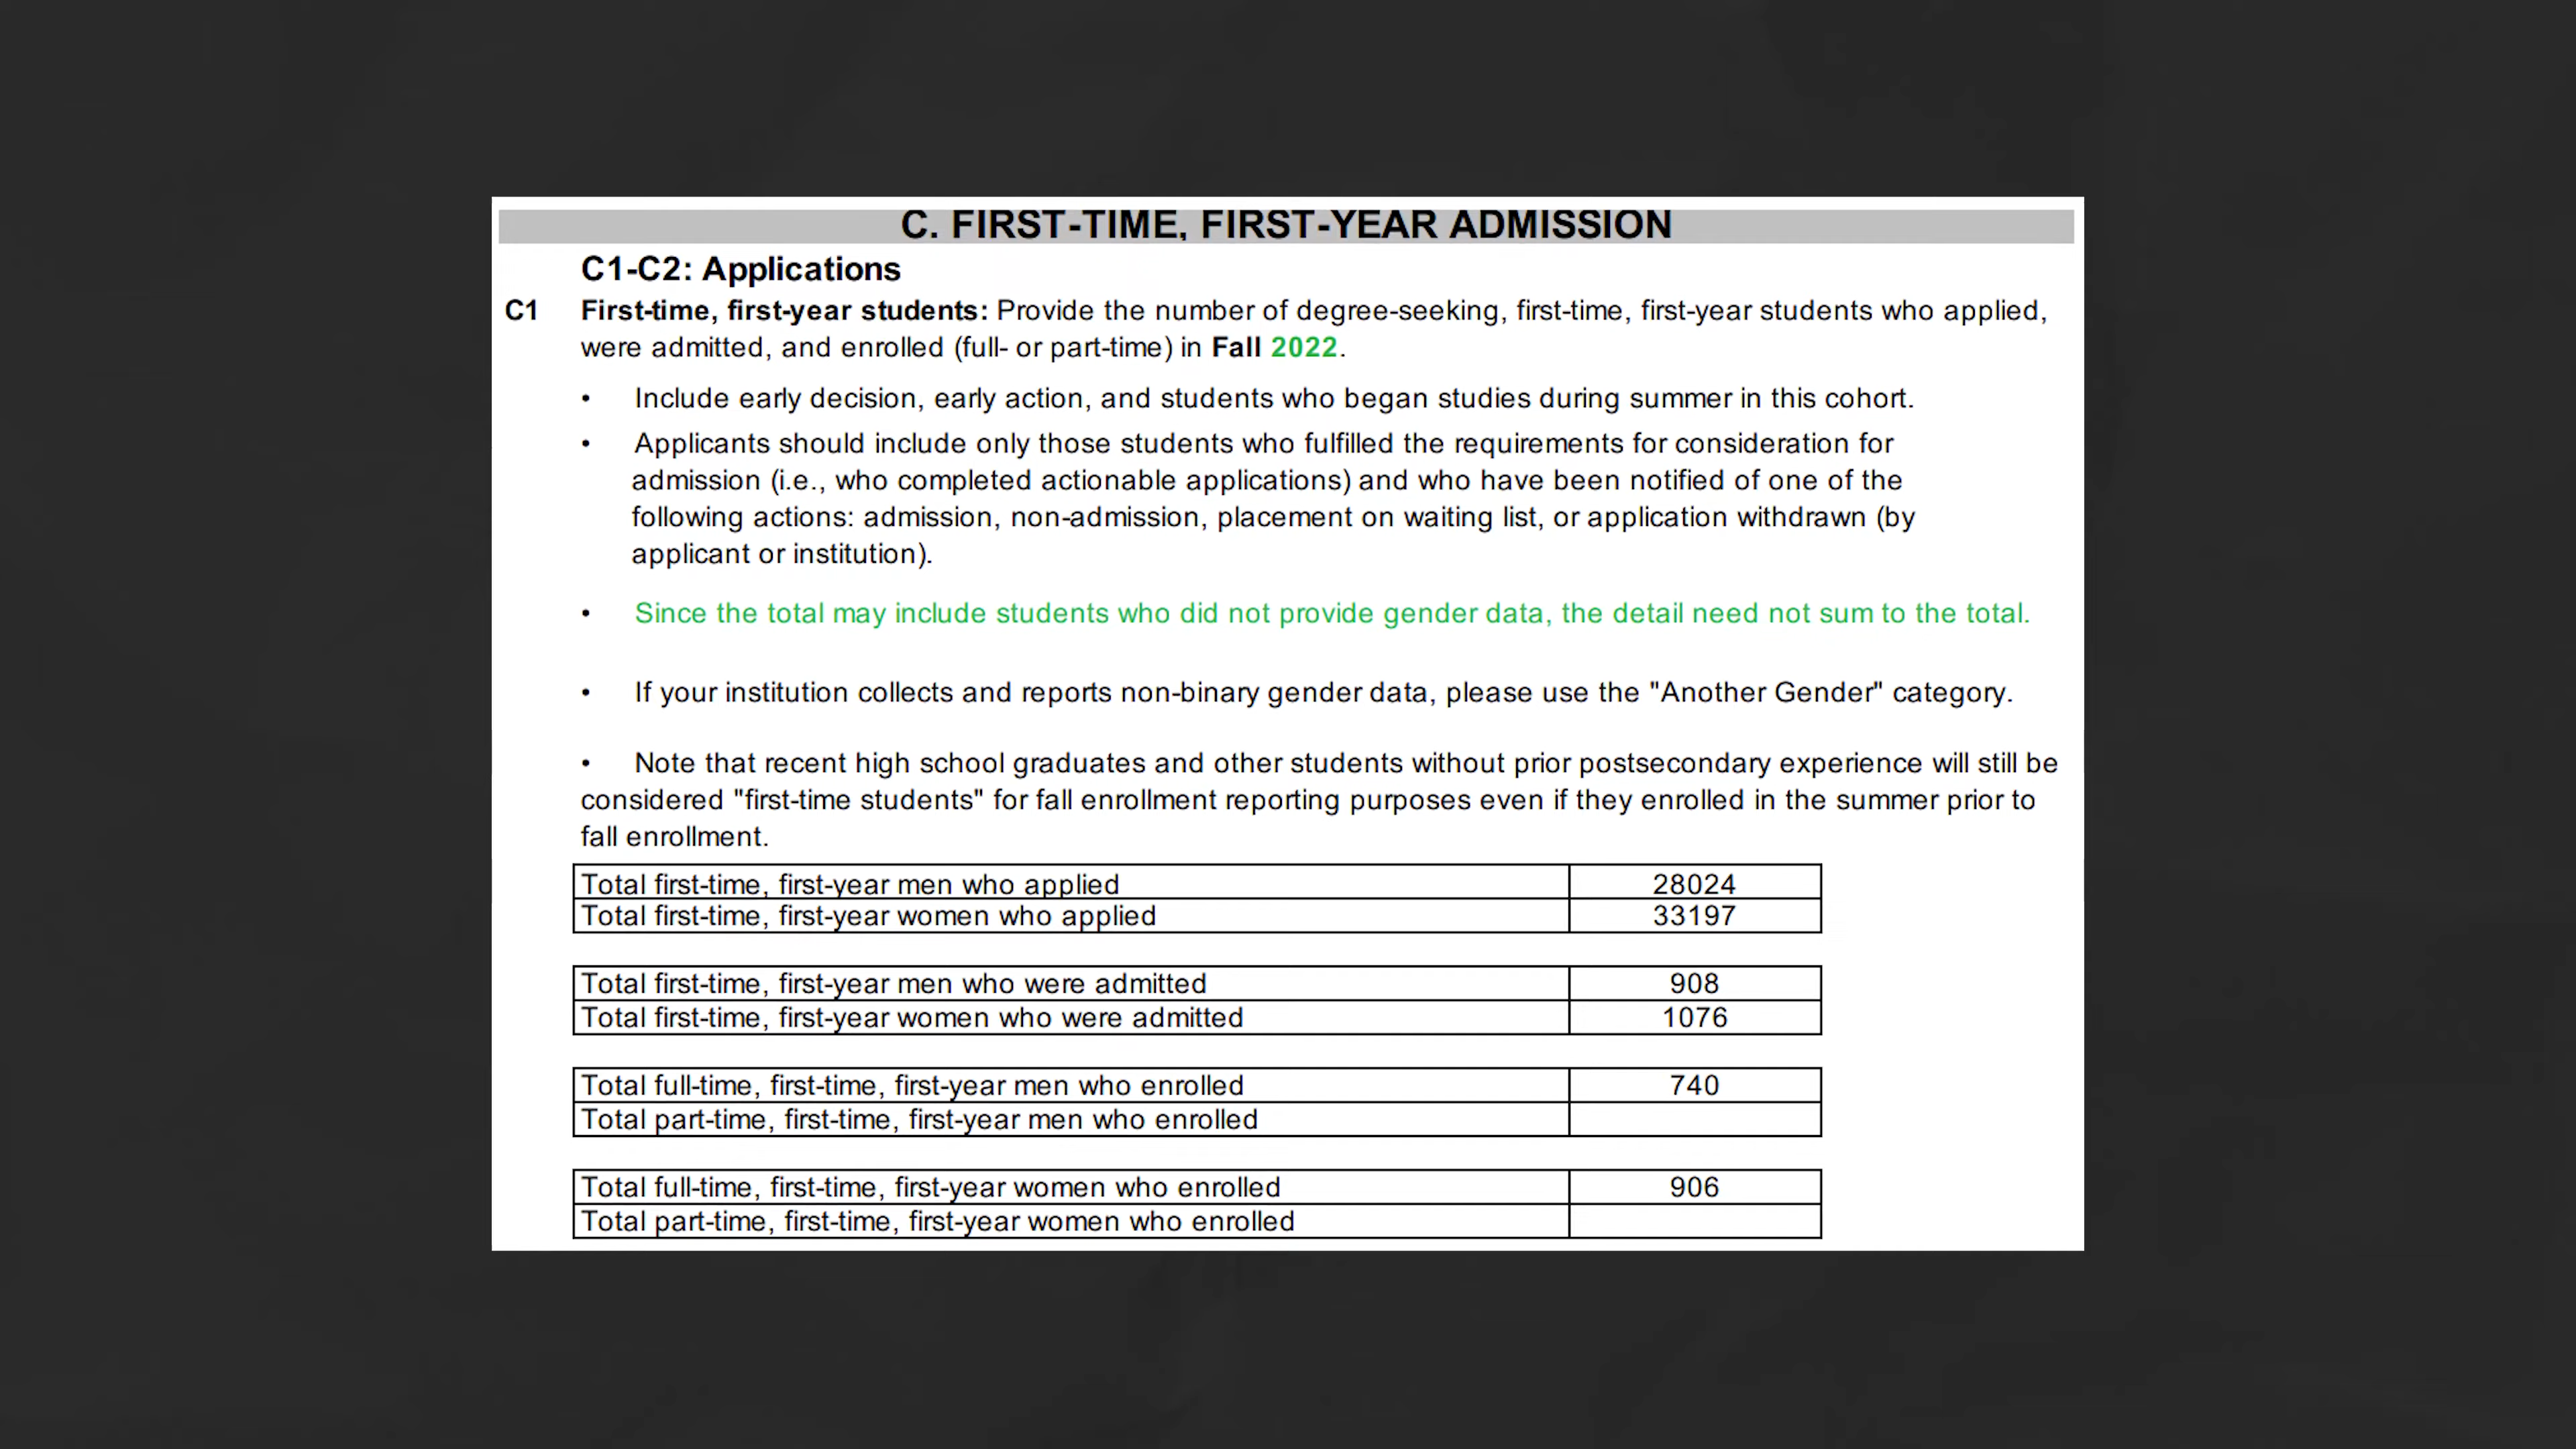 C. FIRST-TIME, FIRST-YEAR ADMISSION
C1-C2: Applications
C1 First-time, first-year students: Provide the number of degree-seeking, first-time, first-year students who applied,
were admitted, and enrolled (full- or part-time) in Fall 2022.
• Include early decision, early action, and students who began studies during summer in this cohort.
• Applicants should include only those students who fulfilled the requirements for consideration for
admission (i.e., who completed actionable applications) and who have been notified of one of the
following actions: admission, non-admission, placement on waiting list, or application withdrawn (by
applicant or institution).
• Since the total may include students who did not provide gender data, the detail need not sum to the total.
• If your institution collects and reports non-binary gender data, please use the "Another Gender" category.
• Note that recent high school graduates and other students without prior postsecondary experience will still be
considered "first-time students" for fall enrollment reporting purposes even if they enrolled in the summer prior to
fall enrollment.
Total first-time, first-year men who applied 28024
Total first-time, first-year women who applied 33197
Total first-time, first-year men who were admitted 908
Total first-time, first-year women who were admitted 1076
Total full-time, first-time, first-year men who enrolled 740
Total part-time, first-time, first-year men who enrolled
Total full-time, first-time, first-year women who enrolled 906
Total part-time, first-time, first-year women who enrolled